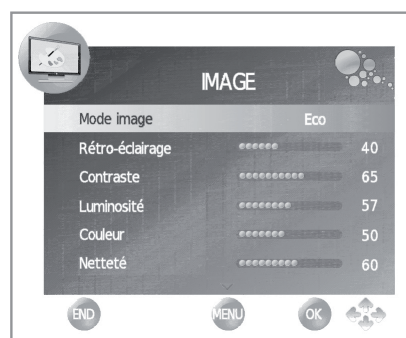 IMAGE
Mode image Eco
Rétro-éclairage 40
Contraste 65
Luminosité 57
Couleur 50
Netteté 60
END MENU OK